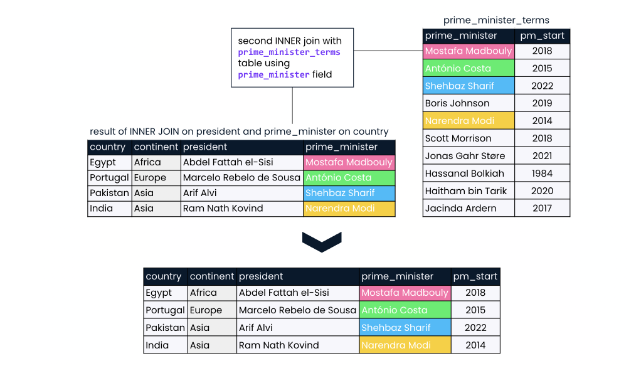 prime_minister_terms
prime_minister pm_start
Mostafa Madbouly 2018
António Costa 2015
Shehbaz Sharif 2022
Boris Johnson 2019
Narendra Modi 2014
Scott Morrison 2018
Jonas Gahr Støre 2021
Hassanal Bolkiah 1984
Haitham bin Tarik 2020
Jacinda Ardern 2017
second INNER join with
prime_minister_terms
table using
prime_minister field
result of INNER JOIN on president and prime_minister on country
country continent president prime_minister
Egypt Africa Abdel Fattah el-Sisi Mostafa Madbouly
Portugal Europe Marcelo Rebelo de Sousa António Costa
Pakistan Asia Arif Alvi Shehbaz Sharif
India Asia Ram Nath Kovind Narendra Modi
country continent president prime_minister pm_start
Egypt Africa Abdel Fattah el-Sisi Mostafa Madbouly 2018
Portugal Europe Marcelo Rebelo de Sousa António Costa 2015
Pakistan Asia Arif Alvi Shehbaz Sharif 2022
India Asia Ram Nath Kovind Narendra Modi 2014